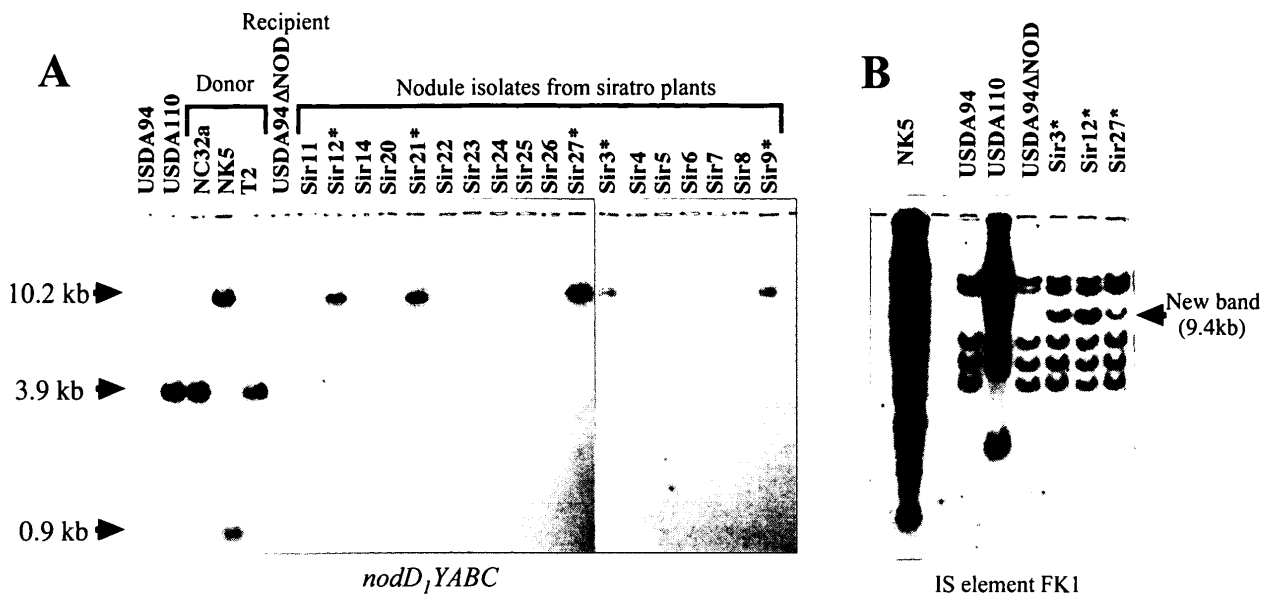 A
Recipient
Donor
Nodule isolates from siratro plants
USDA94
USDA110
NC32a
NK5
T2
USDA94ΔNOD
Sir11
Sir12*
Sir14
Sir20
Sir21*
Sir22
Sir23
Sir24
Sir25
Sir26
Sir27*
Sir3*
Sir4
Sir5
Sir6
Sir7
Sir8
Sir9*
10.2 kb
3.9 kb
0.9 kb
nodD₁YABC
B
NK5
USDA94
USDA110
USDA94ΔNOD
Sir3*
Sir12*
Sir27*
New band
(9.4kb)
IS element FK1